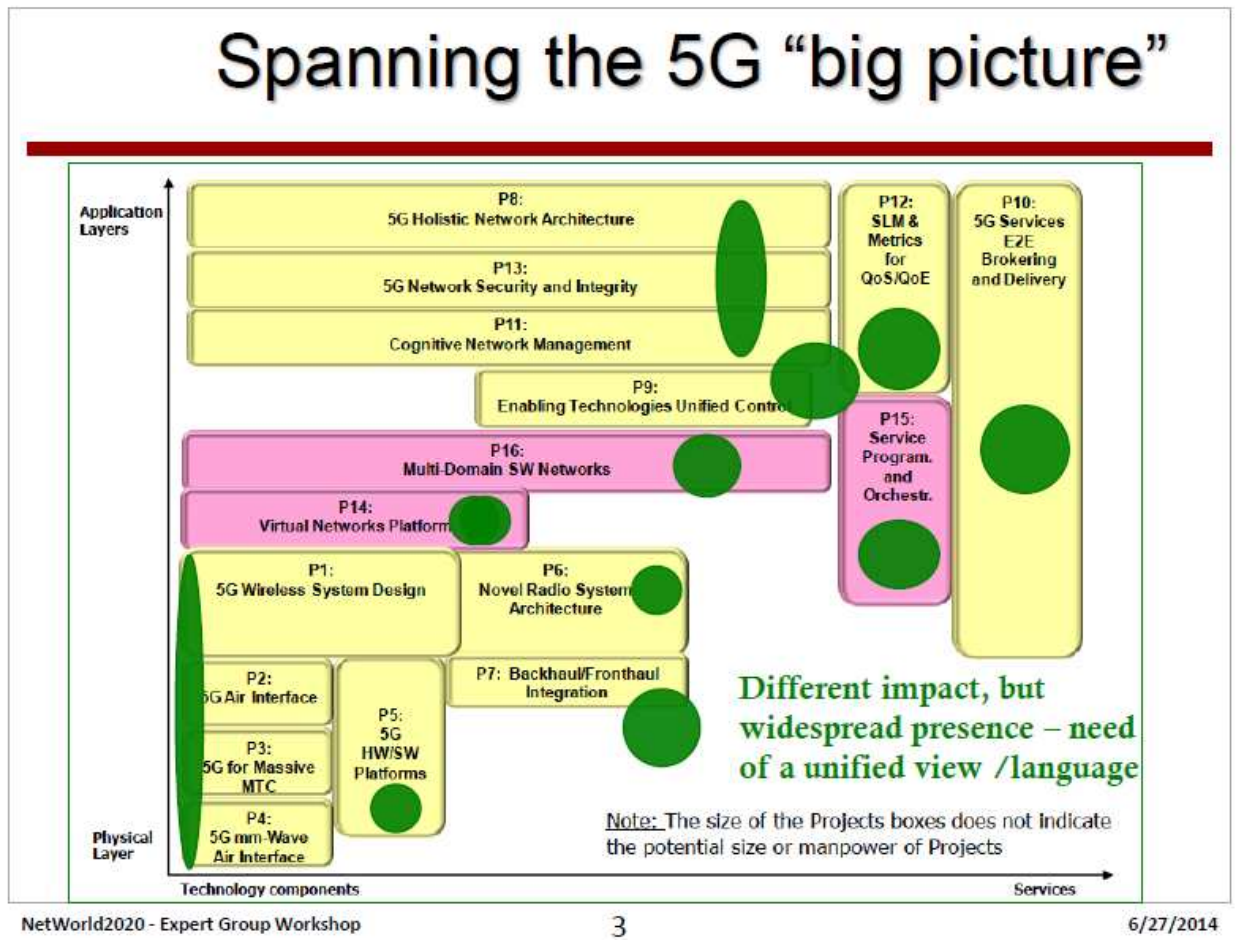 Spanning the 5G “big picture”
Application
Layers
P8:
5G Holistic Network Architecture
P13:
5G Network Security and Integrity
P11:
Cognitive Network Management
P9:
Enabling Technologies Unified Control
P12:
SLM &
Metrics
for
QoS/QoE
P10:
5G Services
E2E
Brokering
and Delivery
P16:
Multi-Domain SW Networks
P15:
Service
Program.
and
Orchestr.
P14:
Virtual Networks Platform
P1:
5G Wireless System Design
P6:
Novel Radio System
Architecture
P2:
5G Air Interface
P3:
5G for Massive
MTC
P4:
5G mm-Wave
Air Interface
P5:
5G
HW/SW
Platforms
P7: Backhaul/Fronthaul
Integration
Different impact, but
widespread presence – need
of a unified view /language
Note: The size of the Projects boxes does not indicate
the potential size or manpower of Projects
Physical
Layer
Technology components
Services
NetWorld2020 - Expert Group Workshop
3
6/27/2014